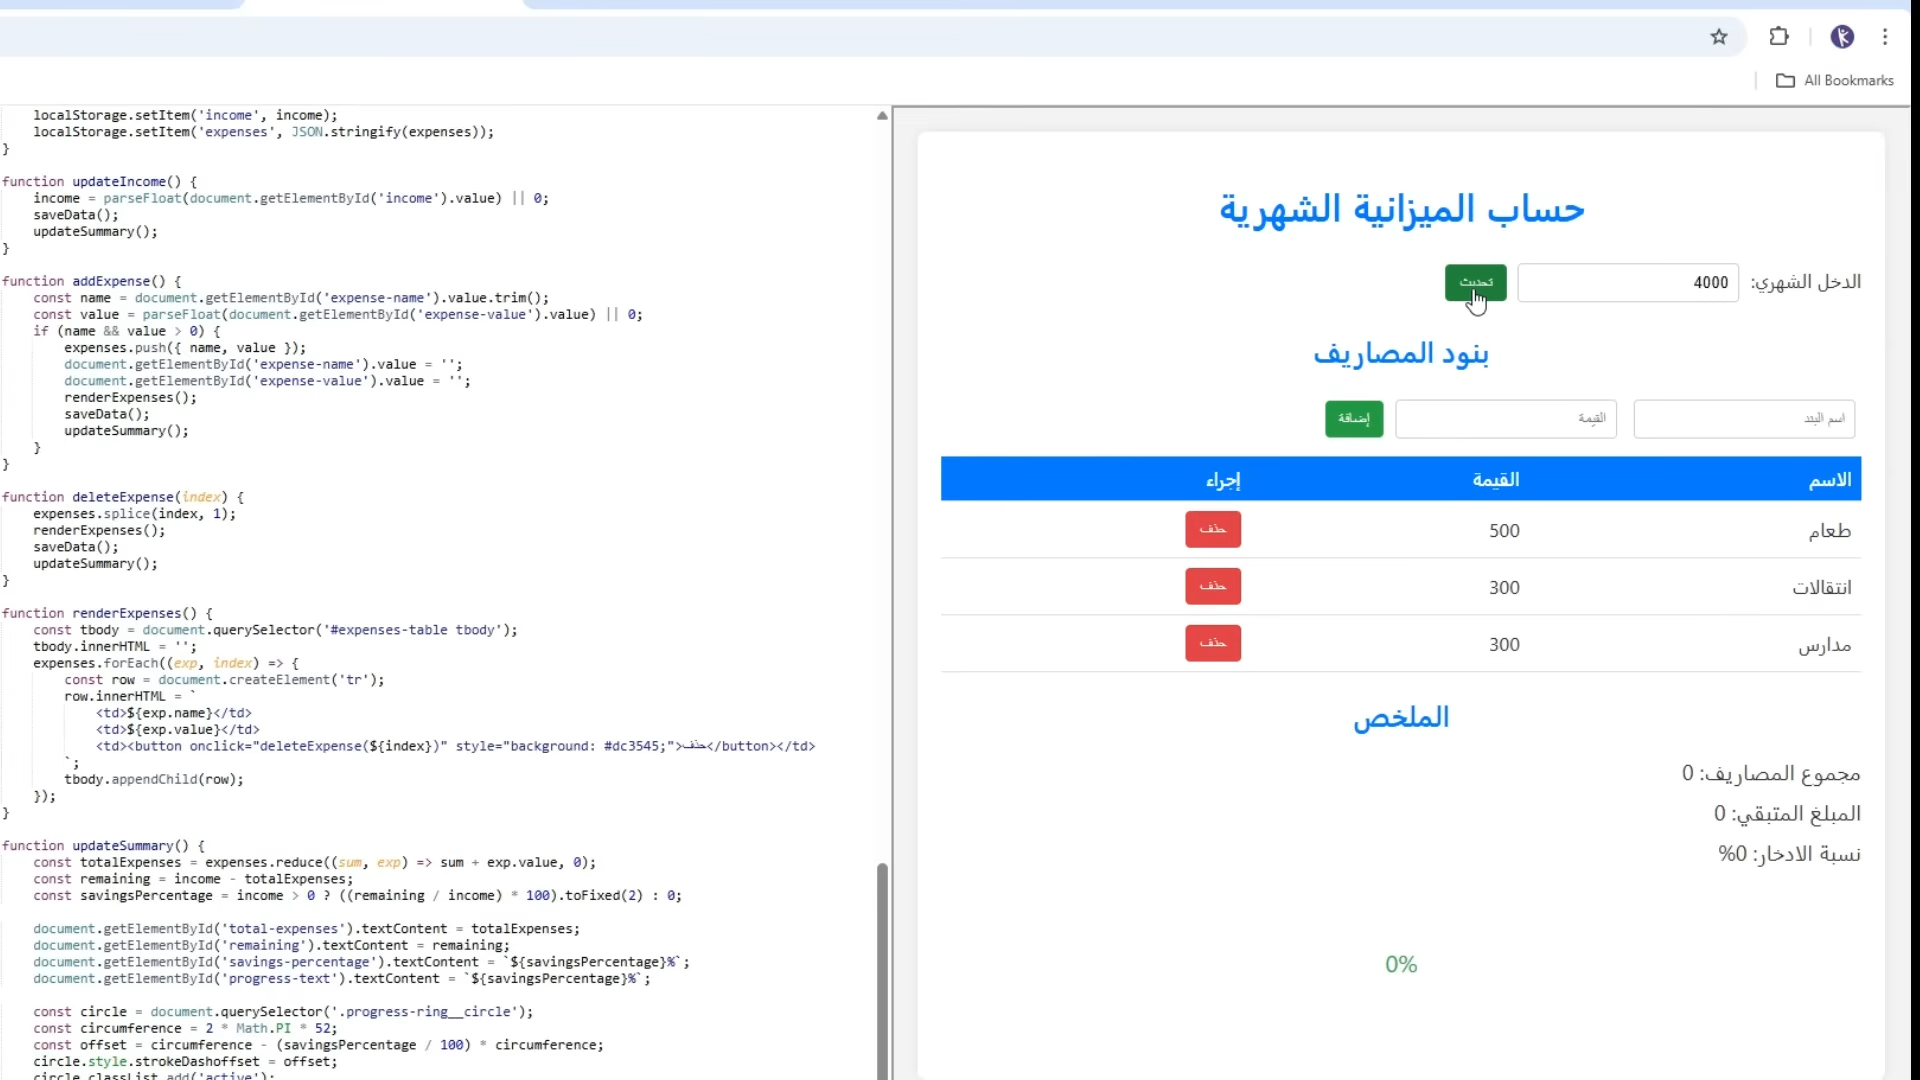 All Bookmarks
localStorage.setItem('income', income);
localStorage.setItem('expenses', JSON.stringify(expenses));
}
function updateIncome() {
income = parseFloat(document.getElementById('income').value) || 0;
saveData();
updateSummary();
}
function addExpense() {
const name = document.getElementById('expense-name').value.trim();
const value = parseFloat(document.getElementById('expense-value').value) || 0;
if (name && value > 0) {
expenses.push({ name, value });
document.getElementById('expense-name').value = '';
document.getElementById('expense-value').value = '';
renderExpenses();
saveData();
updateSummary();
}
}
function deleteExpense(index) {
expenses.splice(index, 1);
renderExpenses();
saveData();
updateSummary();
}
function renderExpenses() {
const tbody = document.querySelector('#expenses-table tbody');
tbody.innerHTML = '';
expenses.forEach((exp, index) => {
const row = document.createElement('tr');
row.innerHTML = `
<td>${exp.name}</td>
<td>${exp.value}</td>
<td><button onclick="deleteExpense(${index})" style="background: #dc3545;">حذف</button></td>
`;
tbody.appendChild(row);
});
}
function updateSummary() {
const totalExpenses = expenses.reduce((sum, exp) => sum + exp.value, 0);
const remaining = income - totalExpenses;
const savingsPercentage = income > 0 ? ((remaining / income) * 100).toFixed(2) : 0;
document.getElementById('total-expenses').textContent = totalExpenses;
document.getElementById('remaining').textContent = remaining;
document.getElementById('savings-percentage').textContent = `${savingsPercentage}%`;
document.getElementById('progress-text').textContent = `${savingsPercentage}%`;
const circle = document.querySelector('.progress-ring__circle');
const circumference = 2 * Math.PI * 52;
const offset = circumference - (savingsPercentage / 100) * circumference;
circle.style.strokeDashoffset = offset;
circle.classList.add('active');
حساب الميزانية الشهرية
الدخل الشهري: 4000 تحديث
بنود المصاريف
اسم البند القيمة إضافة
الاسم القيمة إجراء
طعام 500 حذف
انتقالات 300 حذف
مدارس 300 حذف
الملخص
مجموع المصاريف: 0
المبلغ المتبقي: 0
نسبة الادخار: 0%
0%